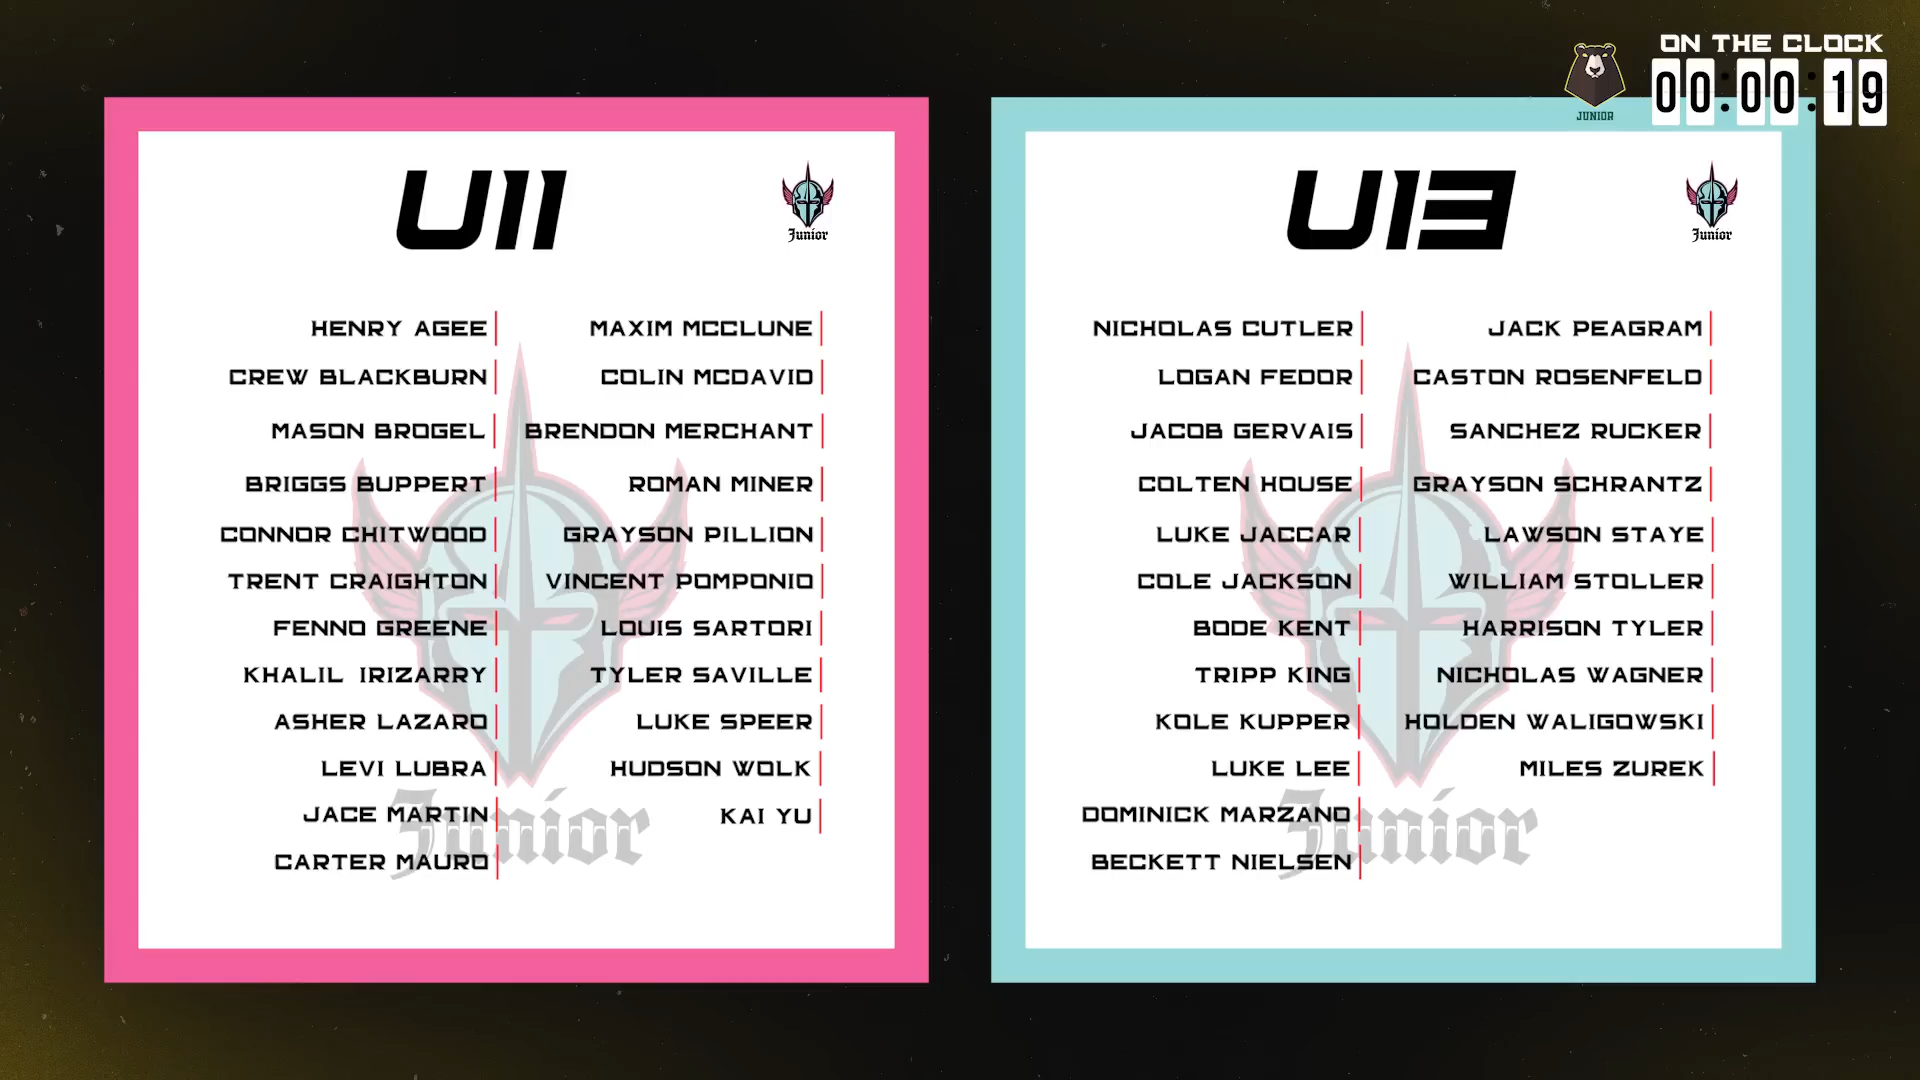 ON THE CLOCK
00:00:19
JUNIOR
U11
Junior
HENRY AGEE
CREW BLACKBURN
MASON BROGEL
BRIGGS BUPPERT
CONNOR CHITWOOD
TRENT CRAIGHTON
FENNO GREENE
KHALIL IRIZARRY
ASHER LAZARO
LEVI LUBRA
JACE MARTIN
CARTER MAURO
MAXIM MCCLUNE
COLIN MCDAVID
BRENDON MERCHANT
ROMAN MINER
GRAYSON PILLION
VINCENT POMPONIO
LOUIS SARTORI
TYLER SAVILLE
LUKE SPEER
HUDSON WOLK
KAI YU
Junior
U13
Junior
NICHOLAS CUTLER
LOGAN FEDOR
JACOB GERVAIS
COLTEN HOUSE
LUKE JACCAR
COLE JACKSON
BODE KENT
TRIPP KING
KOLE KUPPER
LUKE LEE
DOMINICK MARZANO
BECKETT NIELSEN
JACK PEAGRAM
CASTON ROSENFELD
SANCHEZ RUCKER
GRAYSON SCHRANTZ
LAWSON STAYE
WILLIAM STOLLER
HARRISON TYLER
NICHOLAS WAGNER
HOLDEN WALIGOWSKI
MILES ZUREK
Junior